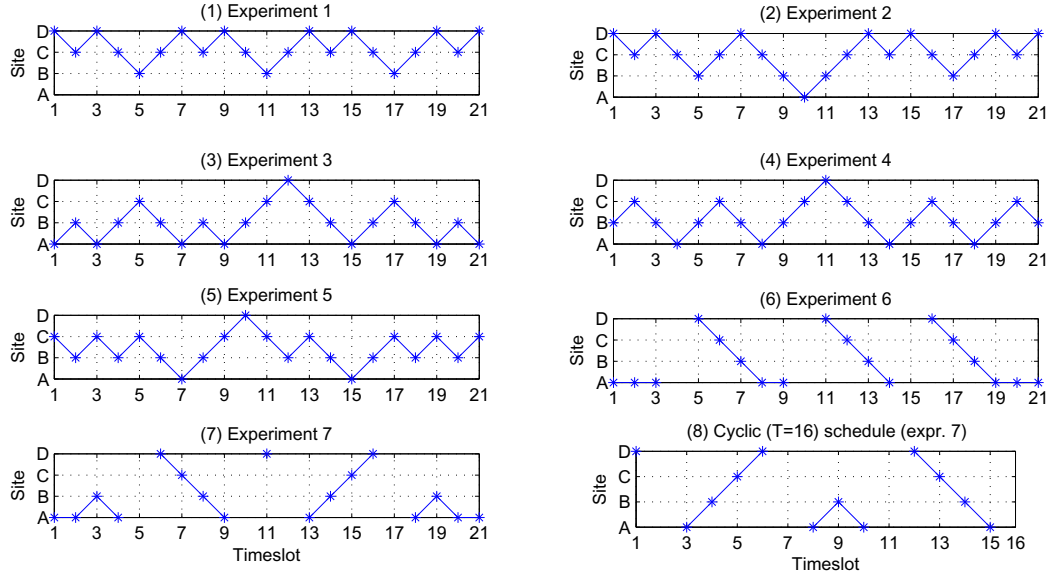 (1) Experiment 1
Site
D
C
B
A
1 3 5 7 9 11 13 15 17 19 21
(2) Experiment 2
Site
D
C
B
A
1 3 5 7 9 11 13 15 17 19 21
(3) Experiment 3
Site
D
C
B
A
1 3 5 7 9 11 13 15 17 19 21
(4) Experiment 4
Site
D
C
B
A
1 3 5 7 9 11 13 15 17 19 21
(5) Experiment 5
Site
D
C
B
A
1 3 5 7 9 11 13 15 17 19 21
(6) Experiment 6
Site
D
C
B
A
1 3 5 7 9 11 13 15 17 19 21
(7) Experiment 7
Site
D
C
B
A
1 3 5 7 9 11 13 15 17 19 21
Timeslot
(8) Cyclic (T=16) schedule (expr. 7)
Site
D
C
B
A
1 3 5 7 9 11 13 15 16
Timeslot